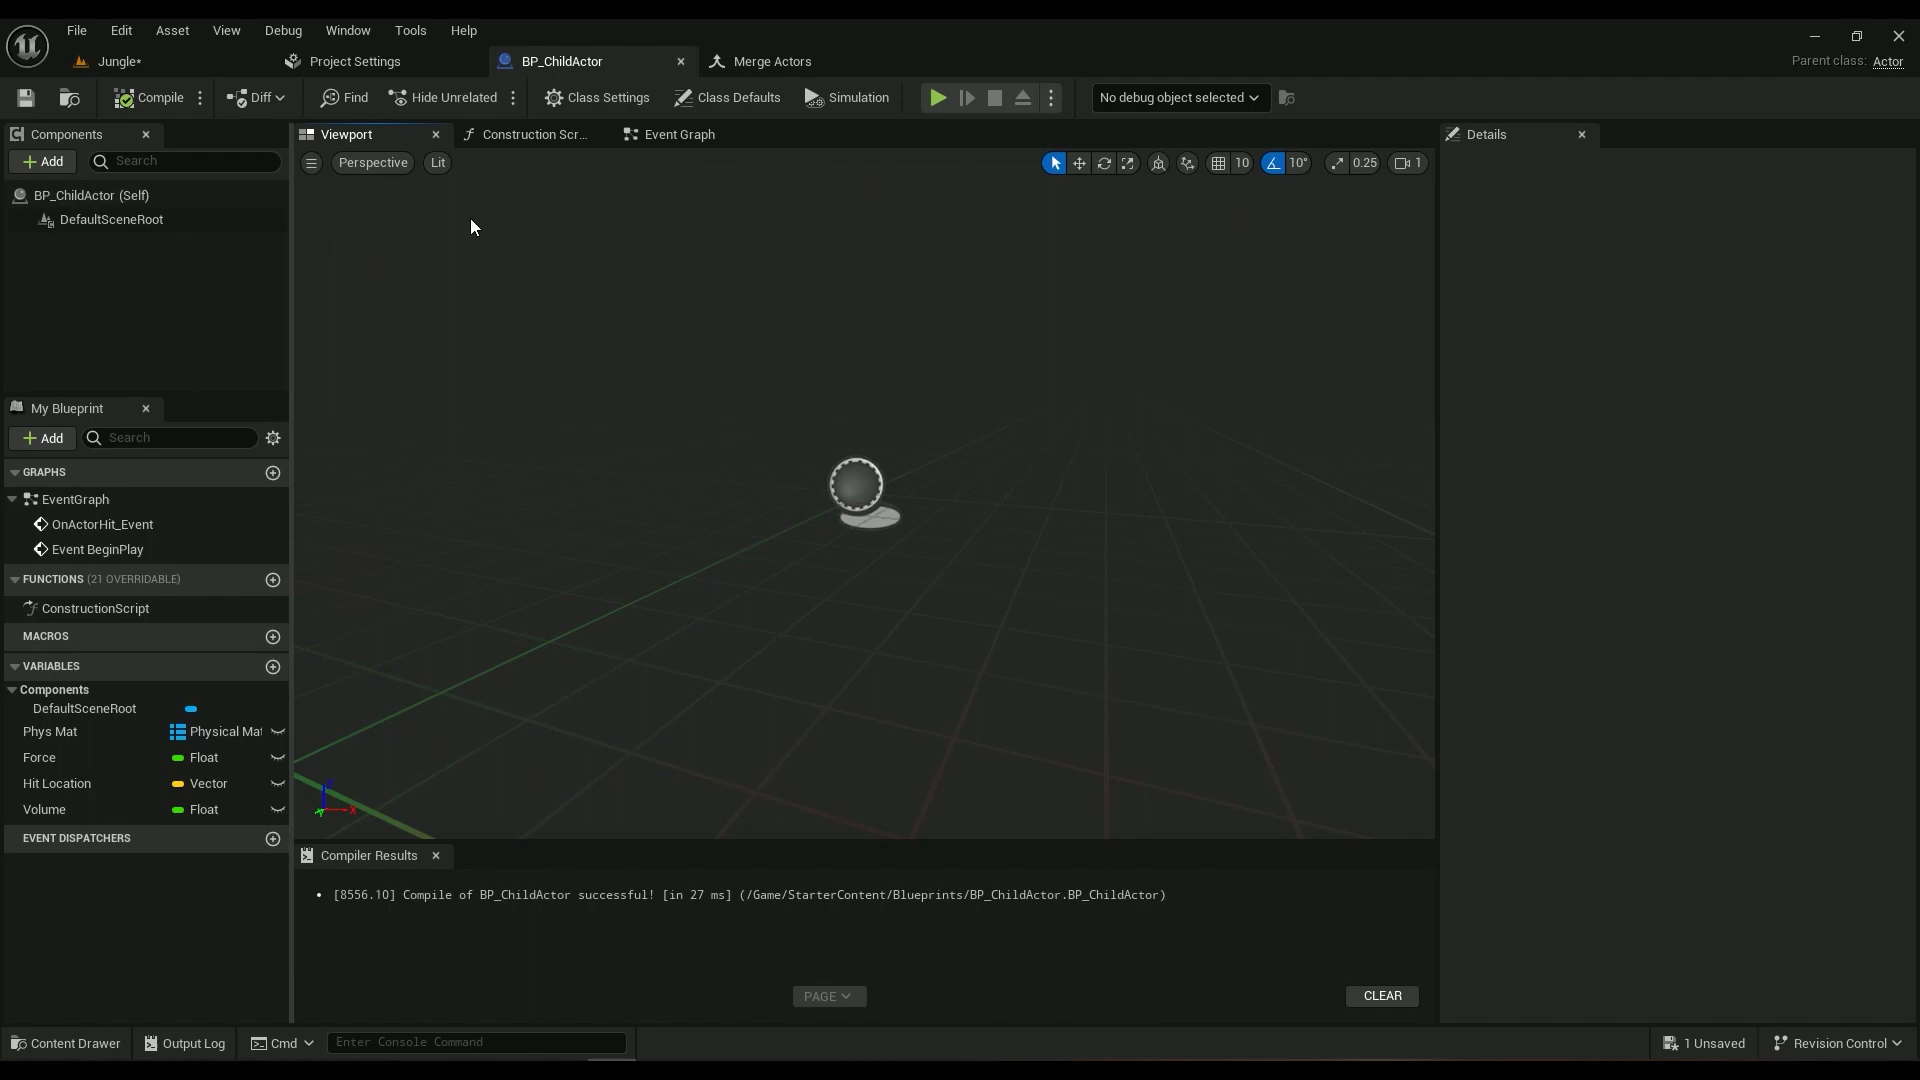 File Edit View Asset Debug Window Tools Help
Jungle*
Project Settings
BP_ChildActor
Merge Actors
Parent class: Actor
Compile
Diff
Find
Hide Unrelated
Class Settings
Class Defaults
Simulation
No debug object selected
Components
Viewport
Construction Scr...
Event Graph
Details
Add
Search
Perspective
Lit
10
10°
0.25
1
BP_ChildActor (Self)
DefaultSceneRoot
My Blueprint
Add
Search
GRAPHS
EventGraph
OnActorHit_Event
Event BeginPlay
FUNCTIONS (21 OVERRIDABLE)
ConstructionScript
MACROS
VARIABLES
Components
DefaultSceneRoot
Phys Mat Physical Mat
Force Float
Hit Location Vector
Volume Float
EVENT DISPATCHERS
X
Y
Compiler Results
[8556.10] Compile of BP_ChildActor successful! [in 27 ms] (/Game/StarterContent/Blueprints/BP_ChildActor.BP_ChildActor)
PAGE
CLEAR
Content Drawer
Output Log
Cmd
Enter Console Command
1 Unsaved
Revision Control